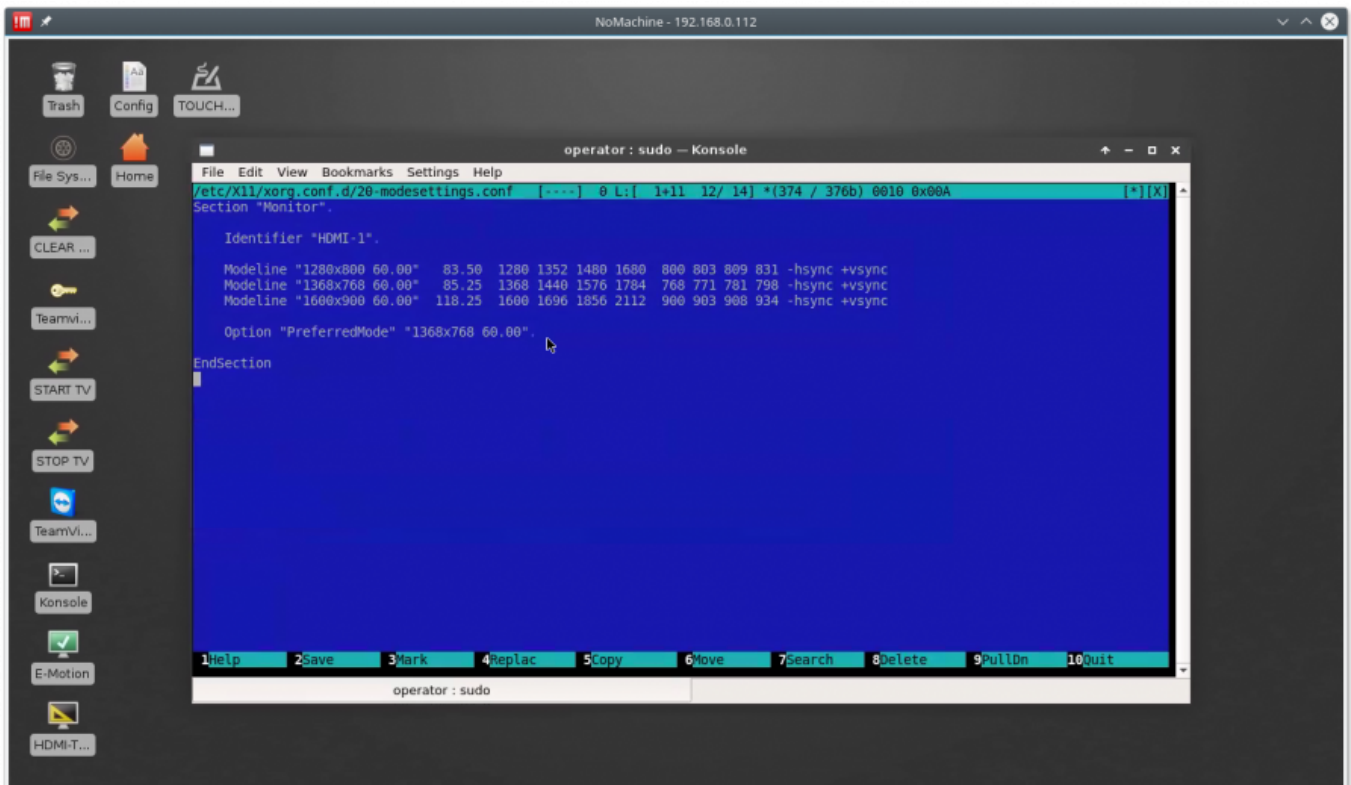 NoMachine - 192.168.0.112
Trash
Config
TOUCH...
File Sys...
Home
CLEAR ...
Teamvi...
START TV
STOP TV
TeamVi...
Konsole
E-Motion
HDMI-T...
operator : sudo — Konsole
File Edit View Bookmarks Settings Help
/etc/X11/xorg.conf.d/20-modesettings.conf [----] 0 L:[ 1+11 12/ 14] *(374 / 376b) 0010 0x00A [*][X]
Section "Monitor".
Identifier "HDMI-1".
Modeline "1280x800 60.00" 83.50 1280 1352 1480 1680 800 803 809 831 -hsync +vsync
Modeline "1368x768 60.00" 85.25 1368 1440 1576 1784 768 771 781 798 -hsync +vsync
Modeline "1600x900 60.00" 118.25 1600 1696 1856 2112 900 903 908 934 -hsync +vsync
Option "PreferredMode" "1368x768 60.00".
EndSection
1Help 2Save 3Mark 4Replac 5Copy 6Move 7Search 8Delete 9PullDn 10Quit
operator : sudo